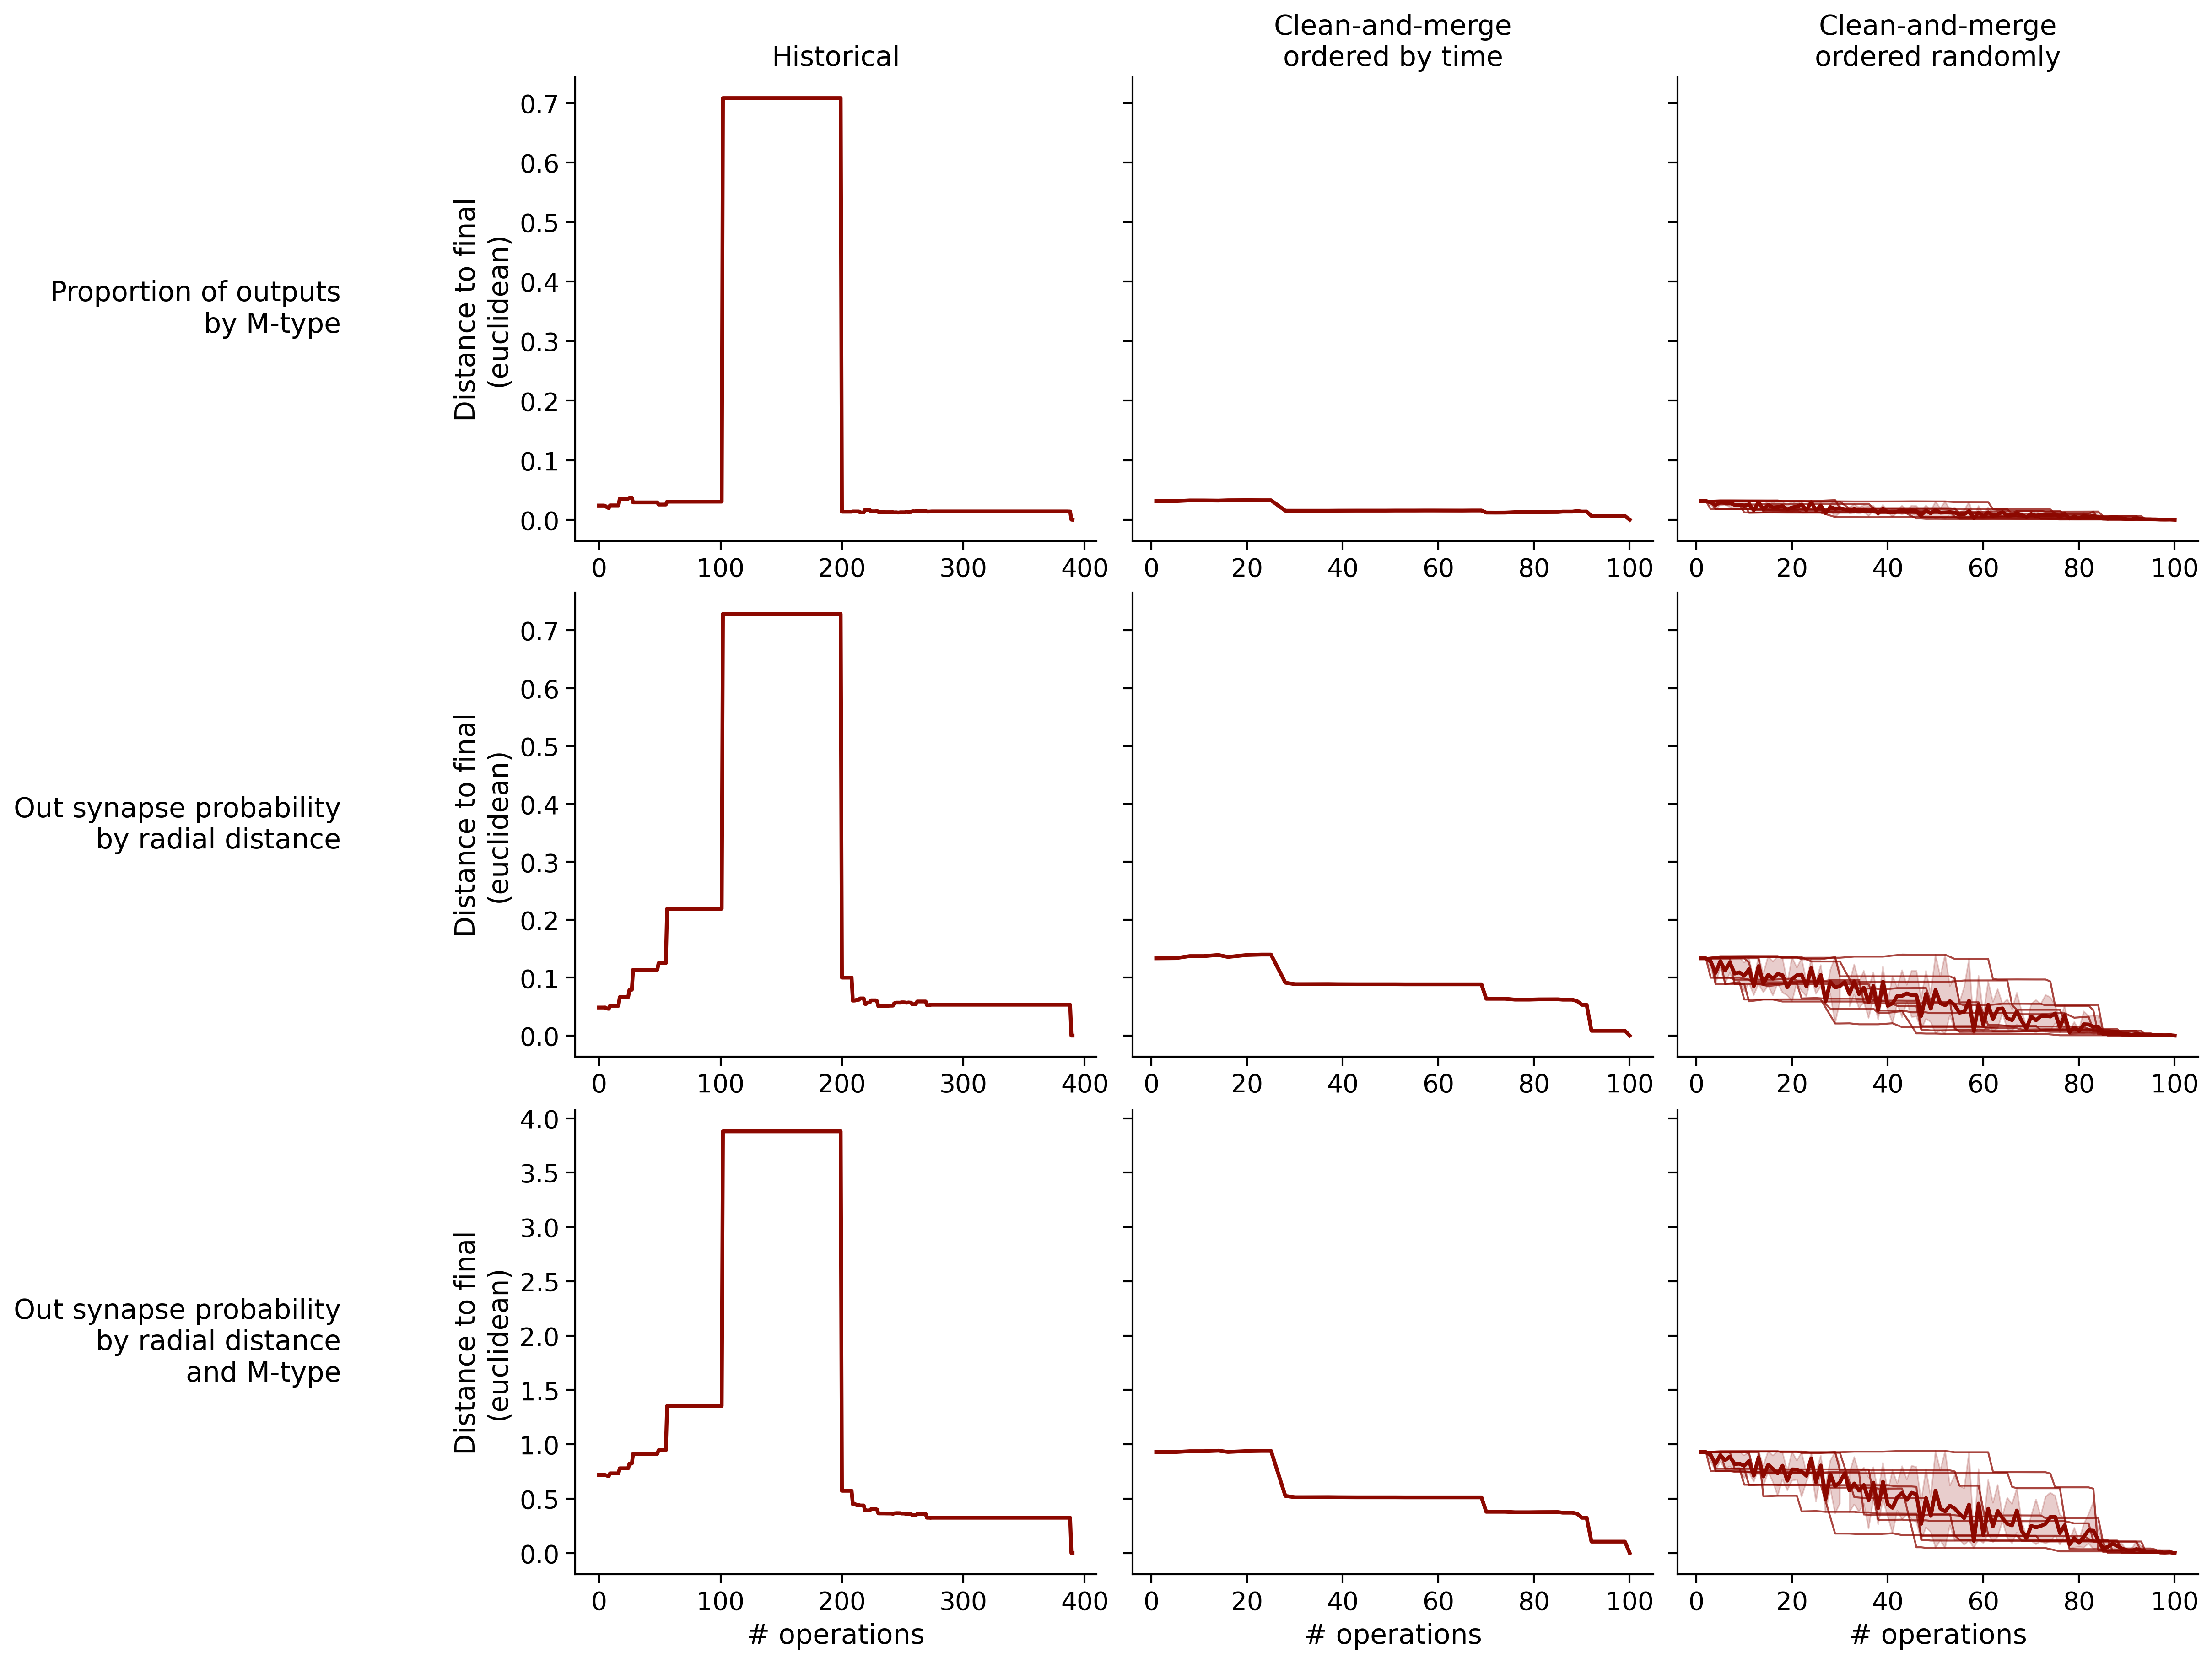 Historical
Clean-and-merge
ordered by time
Clean-and-merge
ordered randomly
Proportion of outputs
by M-type
Distance to final
(euclidean)
0.7
0.6
0.5
0.4
0.3
0.2
0.1
0.0
0 100 200 300 400
0 20 40 60 80 100
0 20 40 60 80 100
Out synapse probability
by radial distance
Distance to final
(euclidean)
0.7
0.6
0.5
0.4
0.3
0.2
0.1
0.0
0 100 200 300 400
0 20 40 60 80 100
0 20 40 60 80 100
Out synapse probability
by radial distance
and M-type
Distance to final
(euclidean)
4.0
3.5
3.0
2.5
2.0
1.5
1.0
0.5
0.0
0 100 200 300 400
# operations
0 20 40 60 80 100
# operations
0 20 40 60 80 100
# operations